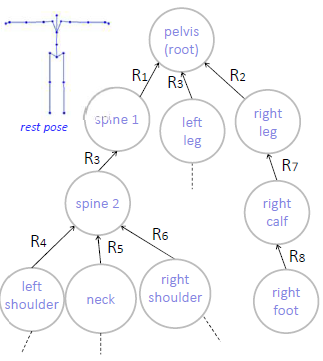 pelvis
(root)
R1
R3
R2
rest pose
spine 1
left
leg
right
leg
R3
R7
spine 2
right
calf
R4
R5
R6
R8
left
shoulder
neck
right
shoulder
right
foot